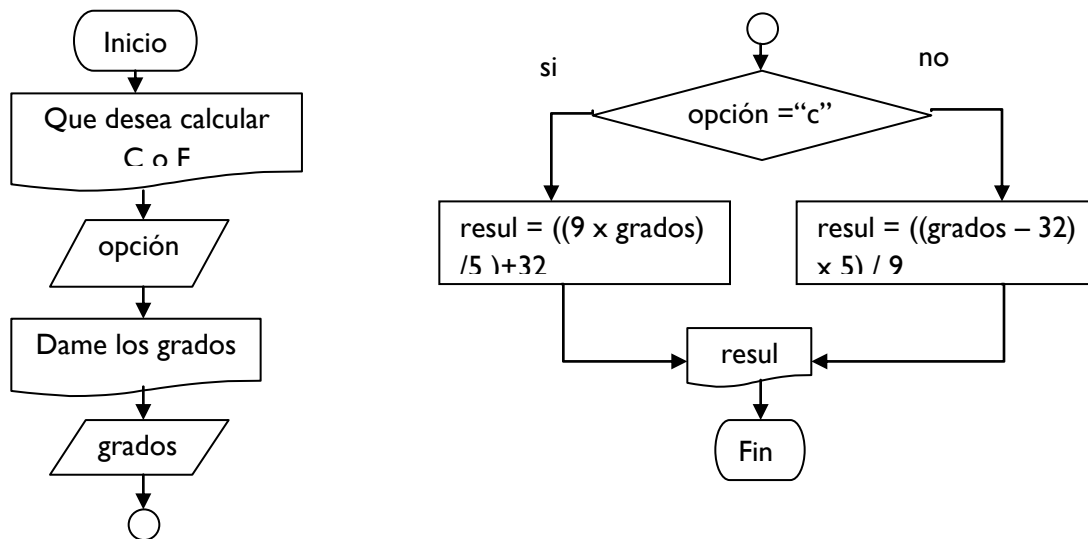 Inicio
Que desea calcular
C o F
opción
Dame los grados
grados
si
no
opción =“c”
resul = ((9 x grados)
/5 )+32
resul = ((grados – 32)
x 5) / 9
resul
Fin